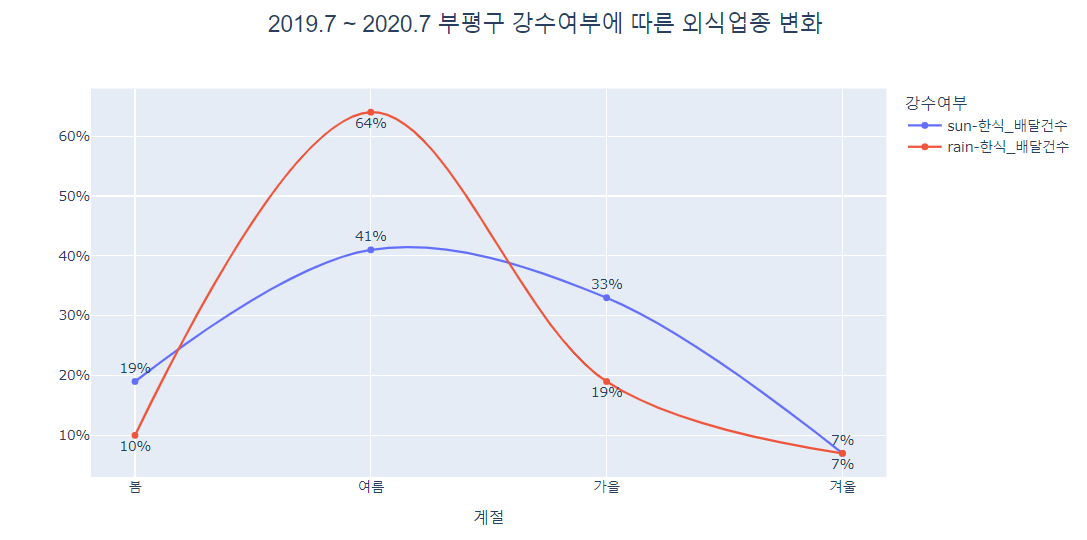 2019.7 ~ 2020.7 부평구 강수여부에 따른 외식업종 변화
강수여부
sun-한식_배달건수
rain-한식_배달건수
60%
50%
40%
30%
20%
10%
64%
41%
33%
19%
19%
10%
7%
7%
봄
여름
가을
겨울
계절